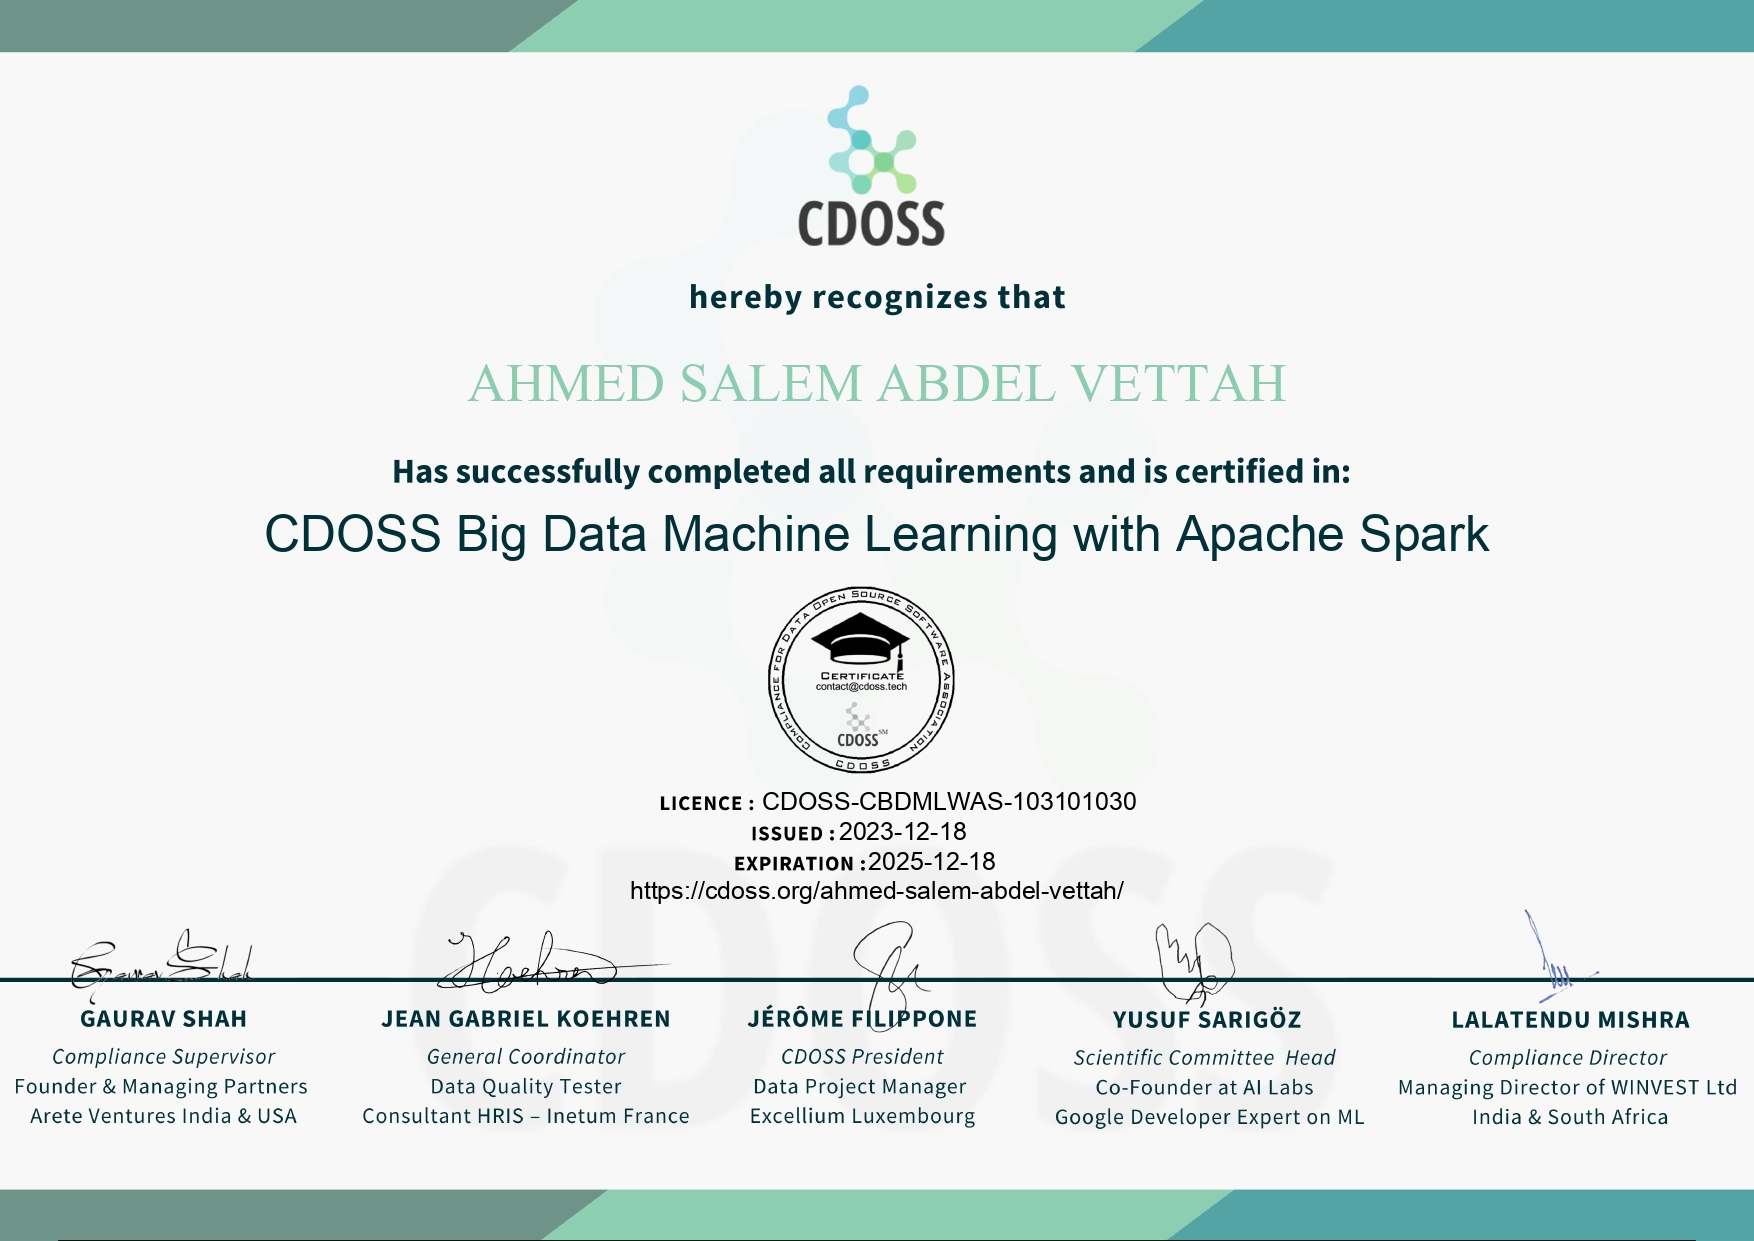 CDOSS
hereby recognizes that
AHMED SALEM ABDEL VETTAH
Has successfully completed all requirements and is certified in:
CDOSS Big Data Machine Learning with Apache Spark
COMPLIANCE FOR DATA OPEN SOURCE SOFTWARE ASSOCIATION
CERTIFICATE
contact@cdoss.tech
CDOSS SM
CDOSS
LICENCE : CDOSS-CBDMLWAS-103101030
ISSUED : 2023-12-18
EXPIRATION : 2025-12-18
https://cdoss.org/ahmed-salem-abdel-vettah/
CDOSS
Gaurav Shah
Koehren
GAURAV SHAH
Compliance Supervisor
Founder & Managing Partners
Arete Ventures India & USA
JEAN GABRIEL KOEHREN
General Coordinator
Data Quality Tester
Consultant HRIS – Inetum France
JÉRÔME FILIPPONE
CDOSS President
Data Project Manager
Excellium Luxembourg
YUSUF SARIGÖZ
Scientific Committee Head
Co-Founder at AI Labs
Google Developer Expert on ML
LALATENDU MISHRA
Compliance Director
Managing Director of WINVEST Ltd
India & South Africa